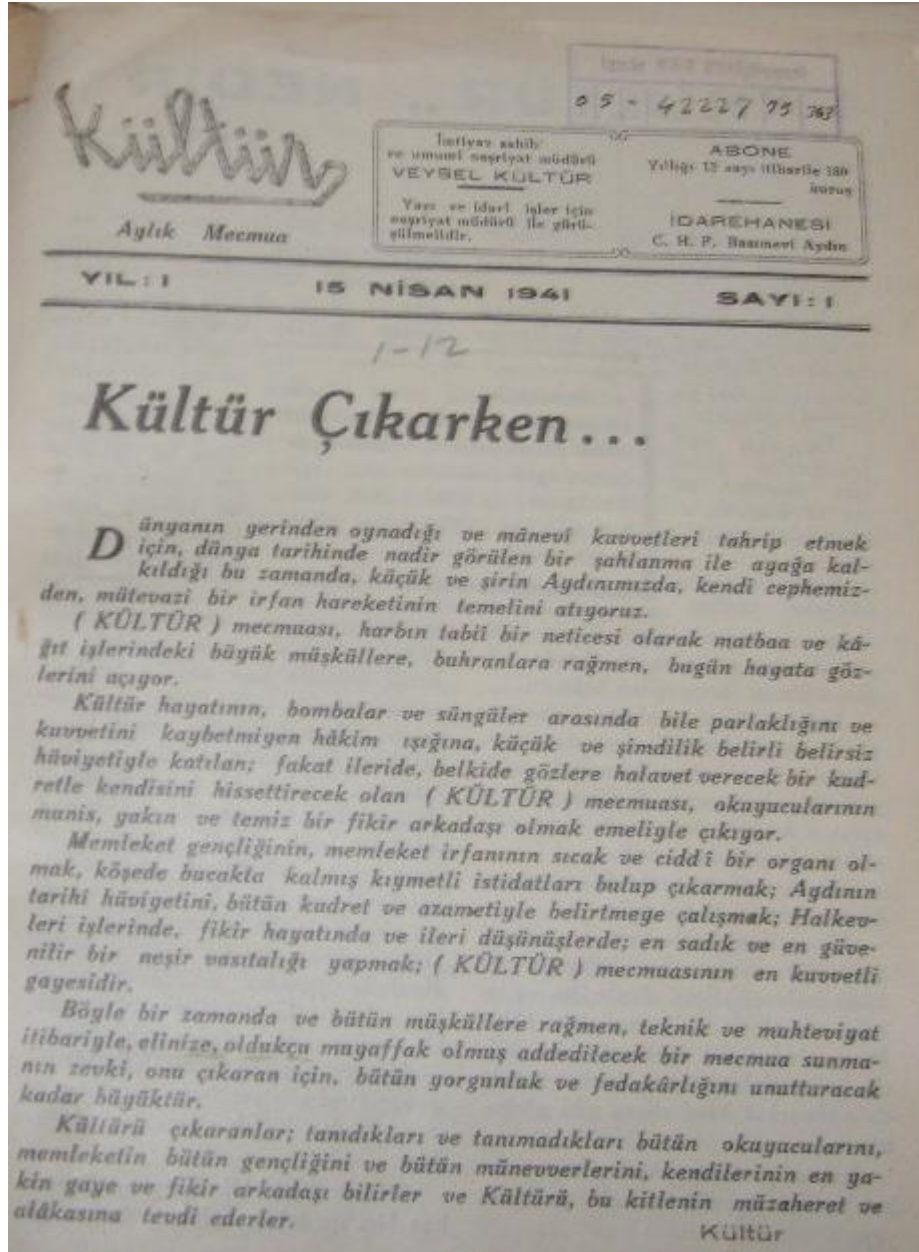 05 - 42227 75 363
Kültür
Aylık Mecmua
İmtiyaz sahibi
ve umumî neşriyat müdürü
VEYSEL KÜLTÜR
Yazı ve idarî işler için
neşriyat müdürü ile görü-
şülmelidir.
ABONE
Yıllığı 12 sayı itibarile 180
kuruş
İDAREHANESİ
C. H. P. Basımevi Aydın
YIL: 1 15 NİSAN 1941 SAYI: 1
1-12
Kültür Çıkarken...
Dünyanın yerinden oynadığı ve mânevî kuvvetleri tahrip etmek
için, dünya tarihinde nadir görülen bir şahlanma ile ayağa kal-
kıldığı bu zamanda, küçük ve şirin Aydınımızda, kendi cephemiz-
den, mütevazi bir irfan hareketinin temelini atıyoruz.
( KÜLTÜR ) mecmuası, harbın tabii bir neticesi olarak matbaa ve kâ-
ğıt işlerindeki büyük müşküllere, buhranlara rağmen, bugün hayata göz-
lerini açıyor.
Kültür hayatının, bombalar ve süngüler arasında bile parlaklığını ve
kuvvetini kaybetmiyen hâkim ışığına, küçük ve şimdilik belirli belirsiz
hüviyetiyle katılan; fakat ileride, belkide gözlere halavet verecek bir kud-
retle kendisini hissettirecek olan ( KÜLTÜR ) mecmuası, okuyucularının
munis, yakın ve temiz bir fikir arkadaşı olmak emeliyle çıkıyor.
Memleket gençliğinin, memleket irfanının sıcak ve ciddî bir organı ol-
mak, köşede bucakta kalmış kıymetli istidatları bulup çıkarmak; Aydının
tarihî hüviyetini, bütün kudret ve azametiyle belirtmeye çalışmak; Halkev-
leri işlerinde, fikir hayatında ve ileri düşünüşlerde; en sadık ve en güve-
nilir bir neşir vasıtalığı yapmak; ( KÜLTÜR ) mecmuasının en kuvvetli
gayesidir.
Böyle bir zamanda ve bütün müşküllere rağmen, teknik ve muhteviyat
itibariyle, elinize, oldukça muvaffak olmuş addedilecek bir mecmua sunma-
nın zevki, onu çıkaran için, bütün yorgunluk ve fedakârlığını unutturacak
kadar büyüktür.
Kültürü çıkaranlar; tanıdıkları ve tanımadıkları bütün okuyucularını,
memleketin bütün gençliğini ve bütün münevverlerini, kendilerinin en ya-
kin gaye ve fikir arkadaşı bilirler ve Kültürü, bu kitlenin müzaheret ve
alâkasına tevdi ederler.
Kültür